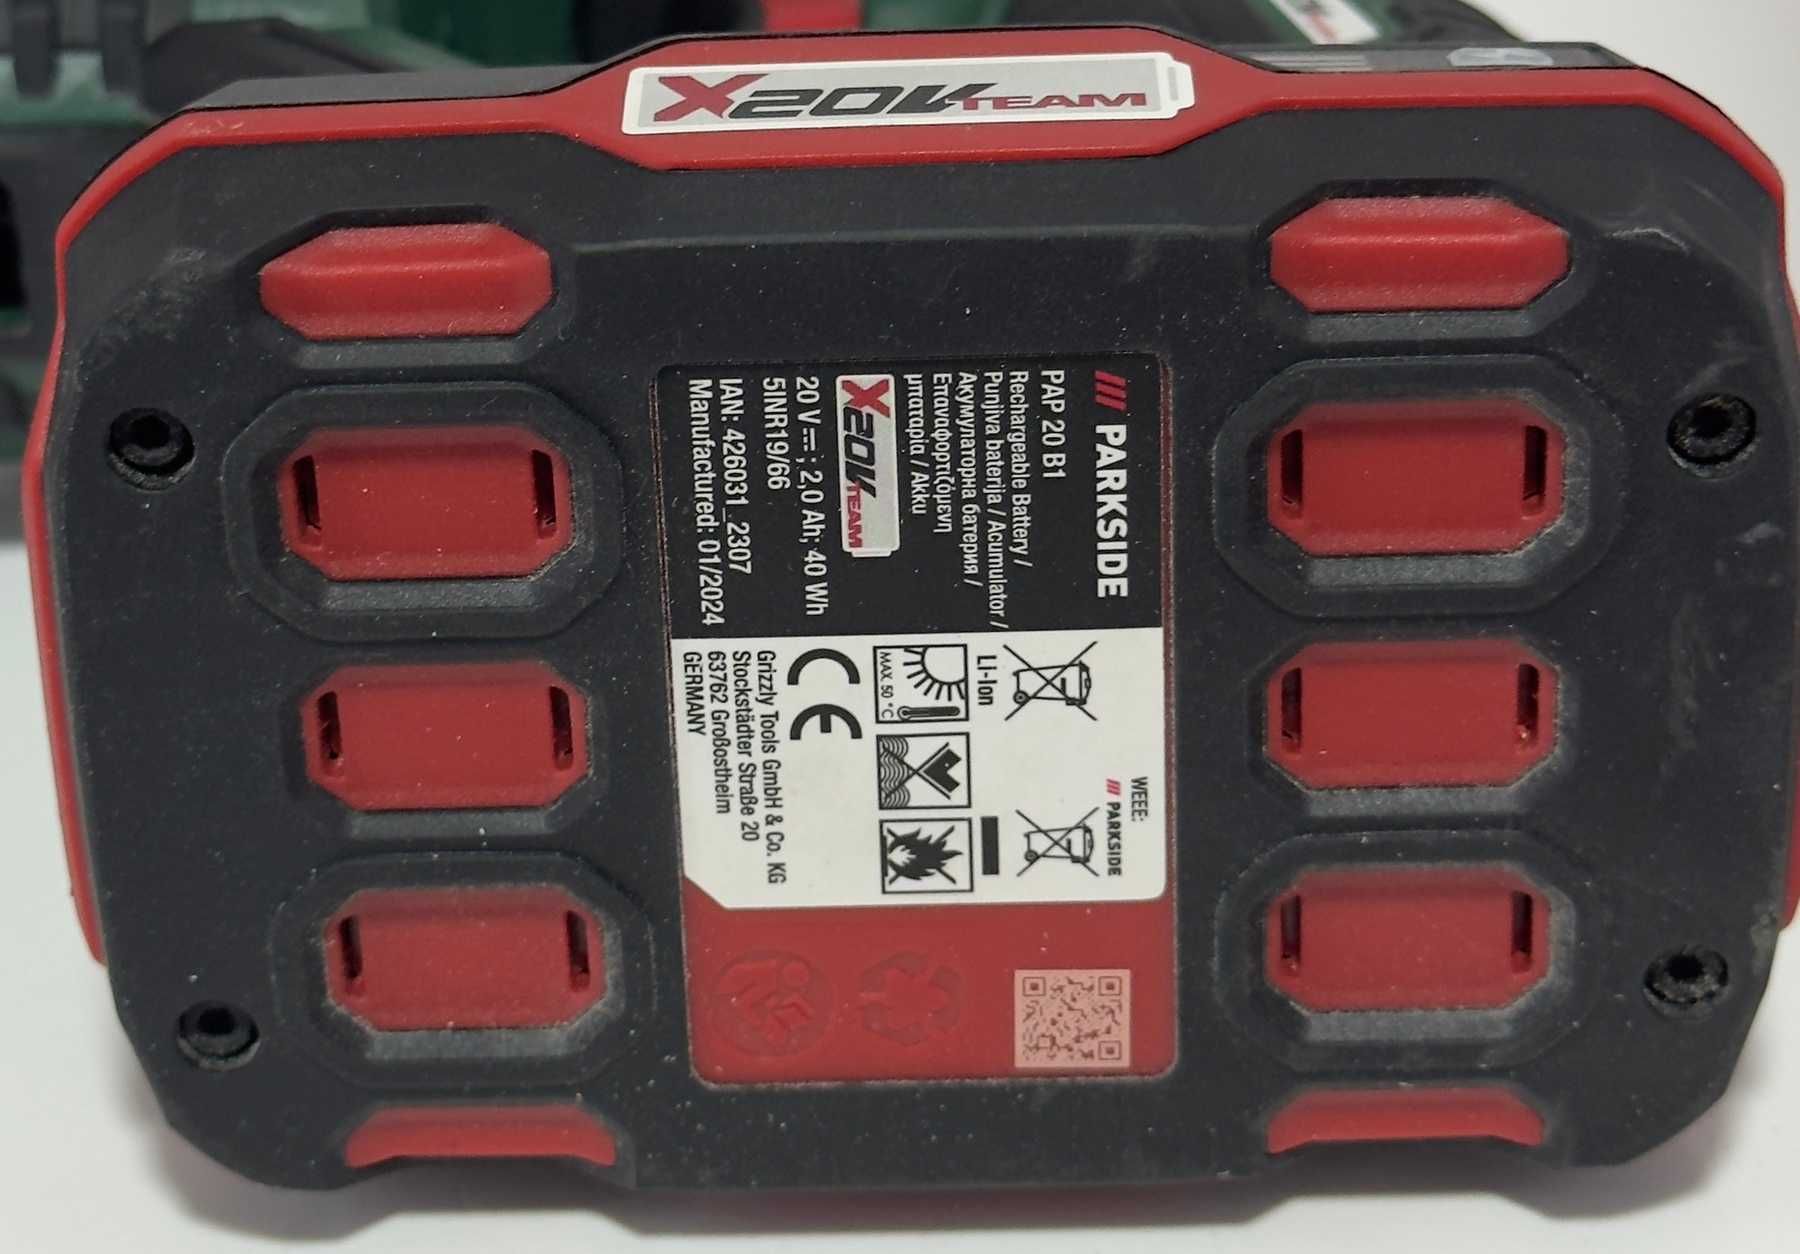 X20V TEAM
/// PARKSIDE
PAP 20 B1
Rechargeable Battery /
Punjiva baterija / Acumulator /
Акумулаторна батерия /
Επαναφορτιζόμενη
μπαταρία / Akku
X20V TEAM
20 V ⎓; 2,0 Ah; 40 Wh
5INR19/66
IAN: 426031_2307
Manufactured: 01/2024
WEEE:
/// PARKSIDE
Li-Ion
MAX. 50 °C
CE
Grizzly Tools GmbH & Co. KG
Stockstädter Straße 20
63762 Großostheim
GERMANY